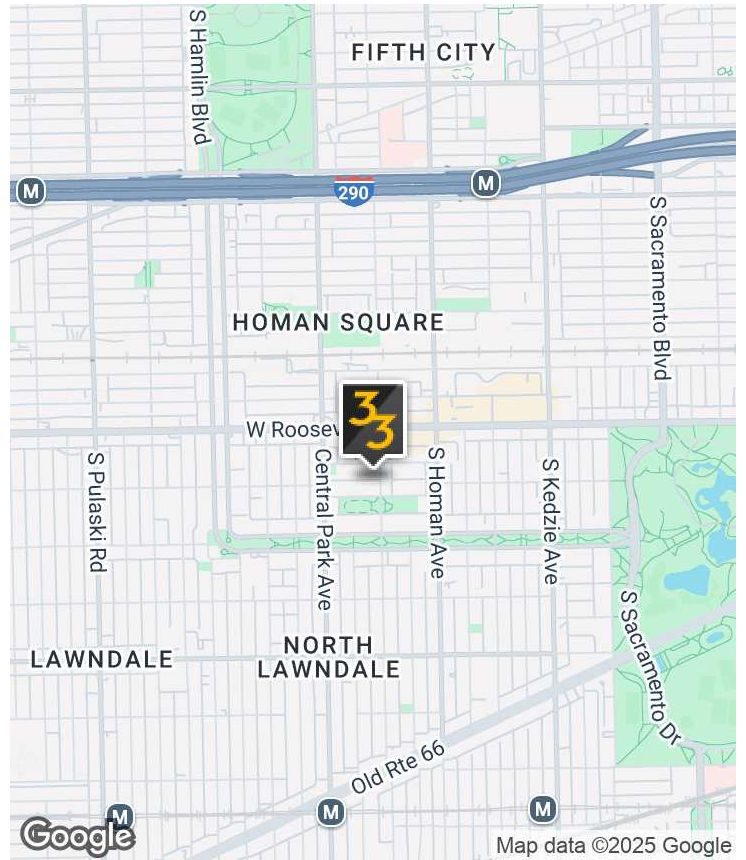 FIFTH CITY
S Hamlin Blvd
M
M
290
S Sacramento Blvd
HOMAN SQUARE
33
W Roosev
S Pulaski Rd
Central Park Ave
S Homan Ave
S Kedzie Ave
S Sacramento Dr
LAWNDALE
NORTH
LAWNDALE
Old Rte 66
M
M
M
Google
Map data ©2025 Google